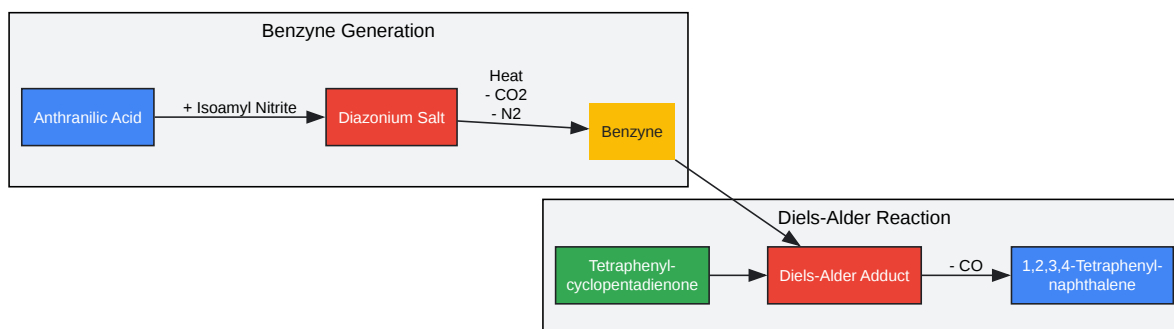 Benzyne Generation
Anthranilic Acid
+ Isoamyl Nitrite
Diazonium Salt
Heat
- CO2
- N2
Benzyne
Diels-Alder Reaction
Tetraphenyl-
cyclopentadienone
Diels-Alder Adduct
- CO
1,2,3,4-Tetraphenyl-
naphthalene